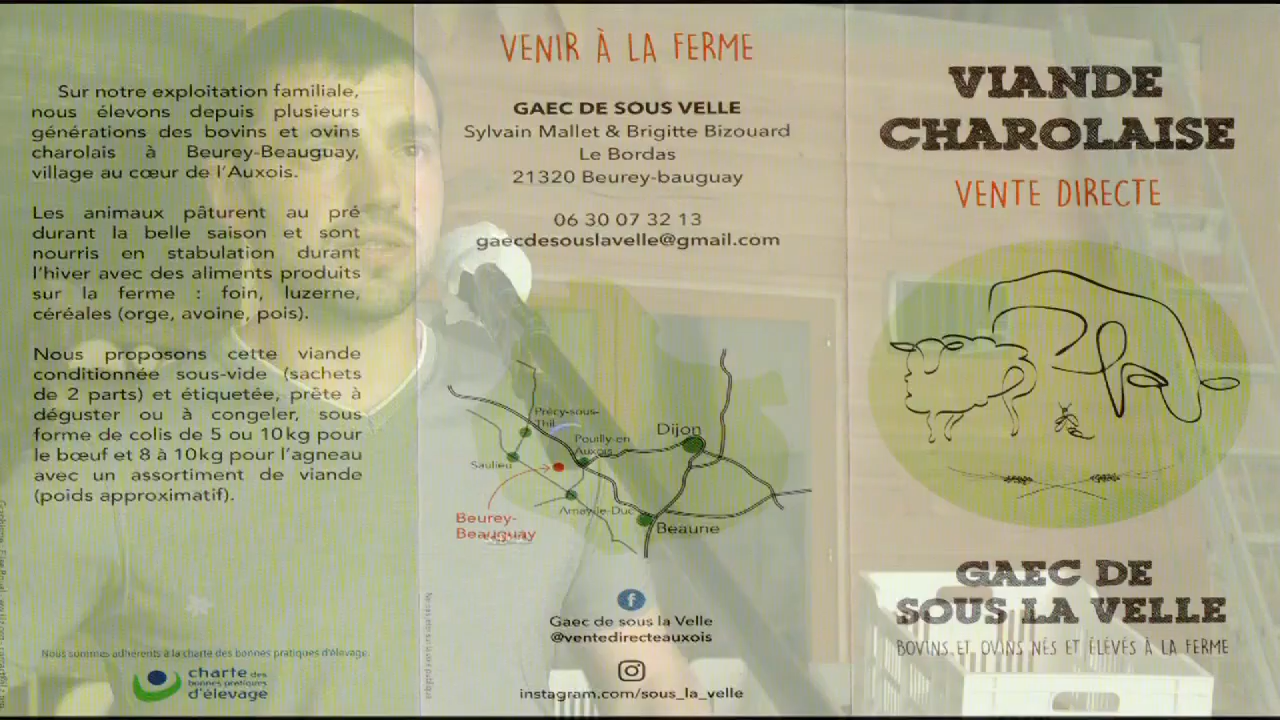 Sur notre exploitation familiale,
nous élevons depuis plusieurs
générations des bovins et ovins
charolais à Beurey-Beauguay,
village au cœur de l'Auxois.
Les animaux pâturent au pré
durant la belle saison et sont
nourris en stabulation durant
l'hiver avec des aliments produits
sur la ferme : foin, luzerne,
céréales (orge, avoine, pois).
Nous proposons cette viande
conditionnée sous-vide (sachets
de 2 parts) et étiquetée, prête à
déguster ou à congeler, sous
forme de colis de 5 ou 10kg pour
le bœuf et 8 à 10kg pour l'agneau
avec un assortiment de viande
(poids approximatif).
Nous sommes adhérents à la charte des bonnes pratiques d'élevage.
charte des
bonnes pratiques
d'élevage
VENIR À LA FERME
GAEC DE SOUS VELLE
Sylvain Mallet & Brigitte Bizouard
Le Bordas
21320 Beurey-bauguay
06 30 07 32 13
gaecdesouslavelle@gmail.com
Précy-sous-
Thil
Pouilly-en
Auxois
Dijon
Saulieu
Arnay-le-Duc
Beurey-
Beauguay
Beaune
Gaec de sous la Velle
@ventedirecteauxois
instagram.com/sous_la_velle
Ne pas jeter sur la voie publique
VIANDE
CHAROLAISE
VENTE DIRECTE
GAEC DE
SOUS LA VELLE
BOVINS ET OVINS NÉS ET ÉLEVÉS À LA FERME